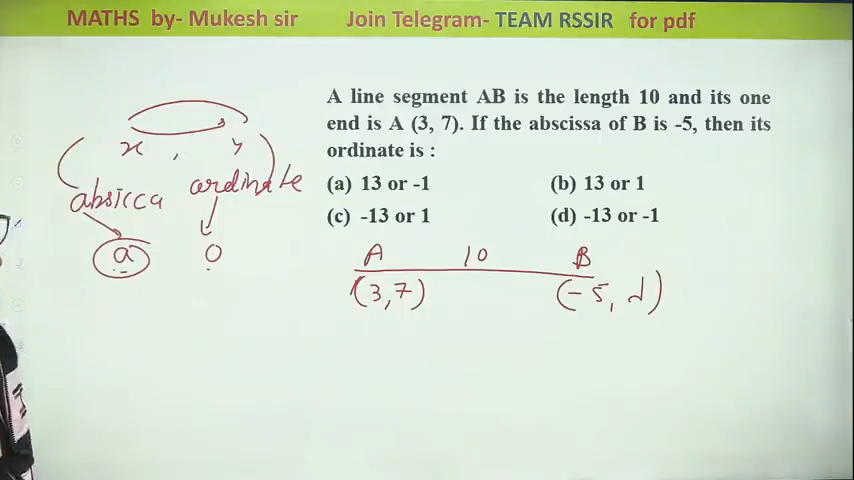 MATHS by- Mukesh sir Join Telegram- TEAM RSSIR for pdf
A line segment AB is the length 10 and its one
end is A (3, 7). If the abscissa of B is -5, then its
ordinate is :
(a) 13 or -1 (b) 13 or 1
(c) -13 or 1 (d) -13 or -1
x , y
absicca ordinate
a o
A 10 B
(3,7) (-5, )